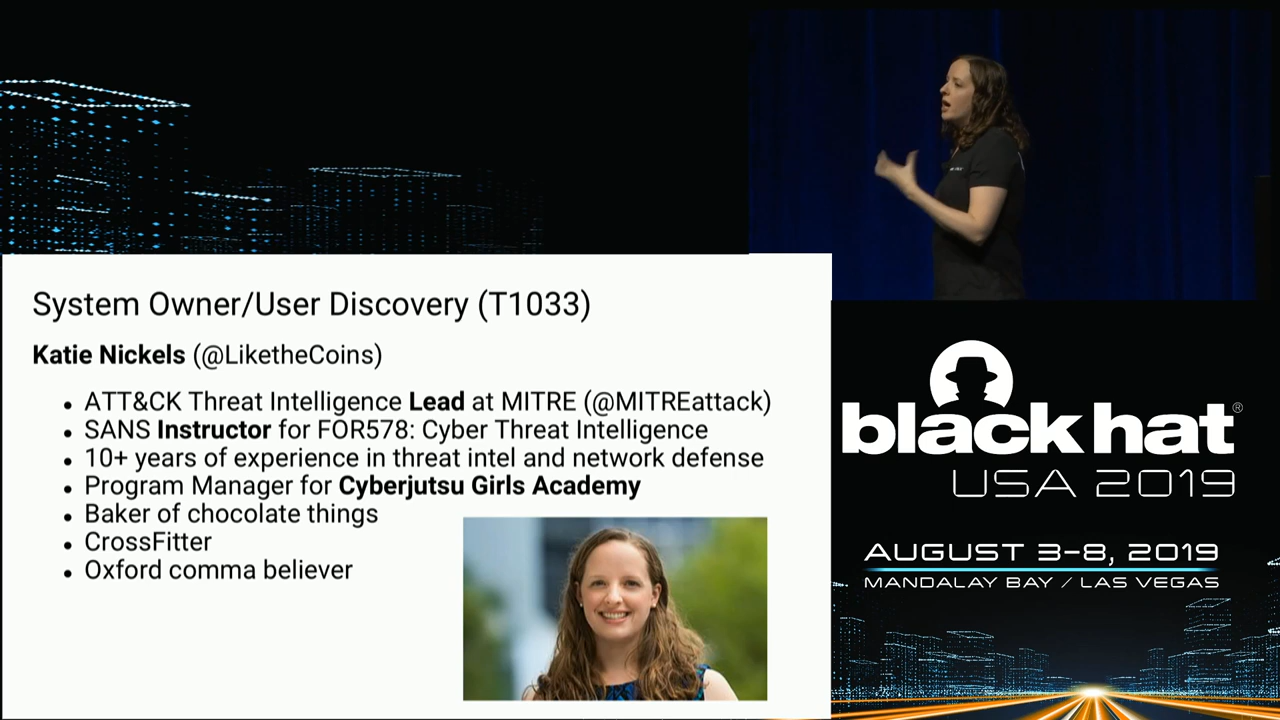 System Owner/User Discovery (T1033)
Katie Nickels (@LiketheCoins)
• ATT&CK Threat Intelligence Lead at MITRE (@MITREattack)
• SANS Instructor for FOR578: Cyber Threat Intelligence
• 10+ years of experience in threat intel and network defense
• Program Manager for Cyberjutsu Girls Academy
• Baker of chocolate things
• CrossFitter
• Oxford comma believer
black hat®
USA 2019
AUGUST 3-8, 2019
MANDALAY BAY / LAS VEGAS